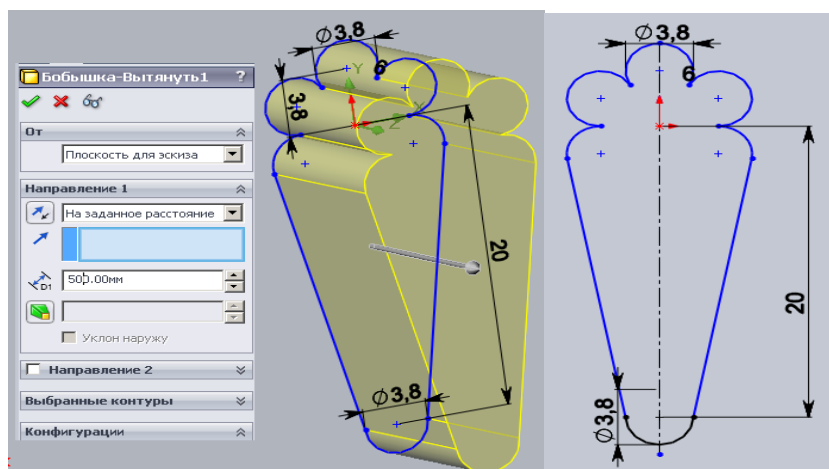 Бобышка-Вытянуть1 ?
От
Плоскость для эскиза
Направление 1
На заданное расстояние
D1
500.00мм
Уклон наружу
Направление 2
Выбранные контуры
Конфигурации
Ø3,8
6
3,8
Y
X
Z
20
Ø3,8
Ø3,8
6
20
Ø3,8